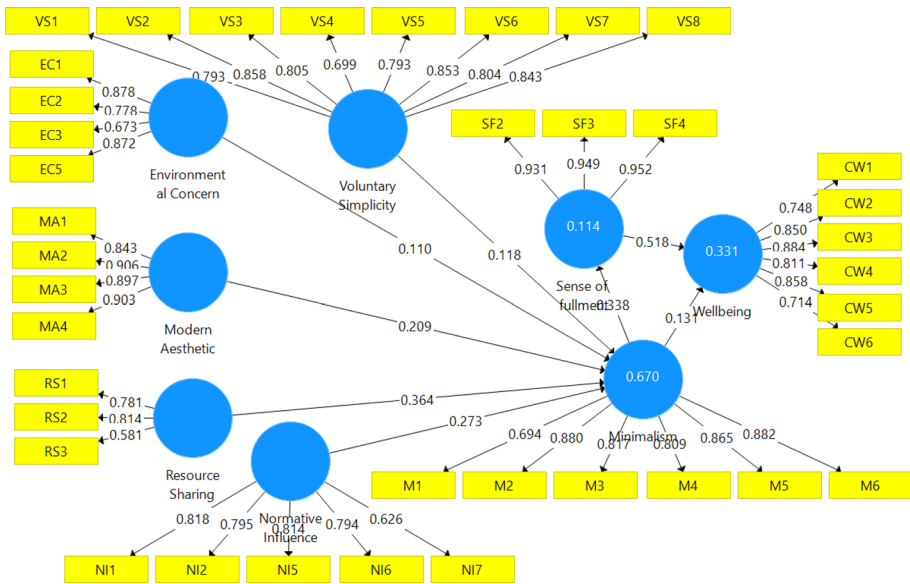 VS1 VS2 VS3 VS4 VS5 VS6 VS7 VS8
0.793 0.858 0.805 0.699 0.793 0.853 0.804 0.843
EC1
EC2
EC3
EC5
0.878
0.778
0.673
0.872
Environment
al Concern
Voluntary
Simplicity
SF2 SF3 SF4
0.931 0.949 0.952
0.114
Sense of
fullment
0.518
0.331
Wellbeing
CW1
CW2
CW3
CW4
CW5
CW6
0.748
0.850
0.884
0.811
0.858
0.714
MA1
MA2
MA3
MA4
0.843
0.906
0.897
0.903
Modern
Aesthetic
0.110
0.118
0.338
0.131
0.209
0.364
0.273
RS1
RS2
RS3
0.781
0.814
0.581
Resource
Sharing
0.670
Minimalism
0.694 0.880 0.817 0.809 0.865 0.882
M1 M2 M3 M4 M5 M6
Normative
Influence
0.818 0.795 0.814 0.794 0.626
NI1 NI2 NI5 NI6 NI7